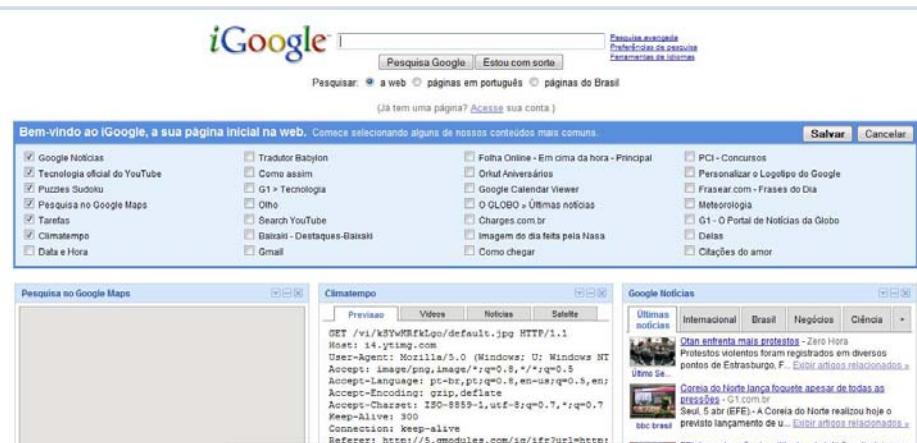 iGoogle
Pesquisa avançada
Preferências de pesquisa
Ferramentas de idiomas
Pesquisa Google Estou com sorte
Pesquisar: a web páginas em português páginas do Brasil
(Já tem uma página? Acesse sua conta.)
Bem-vindo ao iGoogle, a sua página inicial na web. Comece selecionando alguns de nossos conteúdos mais comuns. Salvar Cancelar
Google Notícias Tradutor Babylon Folha Online - Em cima da hora - Principal PCI - Concursos
Tecnologia oficial do YouTube Como assim Orkut Aniversários Personalizar o Logotipo do Google
Puzzles Sudoku G1 > Tecnologia Google Calendar Viewer Frasear.com - Frases do Dia
Pesquisa no Google Maps Olho O GLOBO » Últimas notícias Meteorologia
Tarefas Search YouTube Charges.com.br G1 - O Portal de Notícias da Globo
Climatempo Baixaki - Destaques-Baixaki Imagem do dia feita pela Nasa Delas
Data e Hora Gmail Como chegar Citações do amor
Pesquisa no Google Maps Climatempo Google Notícias
Previsao Videos Noticias Satelite
GET /vi/kSYwKRfkLgo/default.jpg HTTP/1.1
Host: i4.ytimg.com
User-Agent: Mozilla/5.0 (Windows; U; Windows NT
Accept: image/png,image/*;q=0.8,*/*;q=0.5
Accept-Language: pt-br,pt;q=0.8,en-us;q=0.5,en;
Accept-Encoding: gzip,deflate
Accept-Charset: ISO-8859-1,utf-8;q=0.7,*;q=0.7
Keep-Alive: 300
Connection: keep-alive
Referer: http://5.gmodules.com/ig/ifr?url=http:
Últimas notícias Internacional Brasil Negócios Ciência
Otan enfrenta mais protestos - Zero Hora
Protestos violentos foram registrados em diversos
pontos de Estrasburgo, F... Exibir artigos relacionados »
Último Se...
Coreia do Norte lança foguete apesar de todas as
pressões - G1.com.br
Seul, 5 abr (EFE).- A Coreia do Norte realizou hoje o
previsto lançamento de u... Exibir artigos relacionados »
bbc brasil